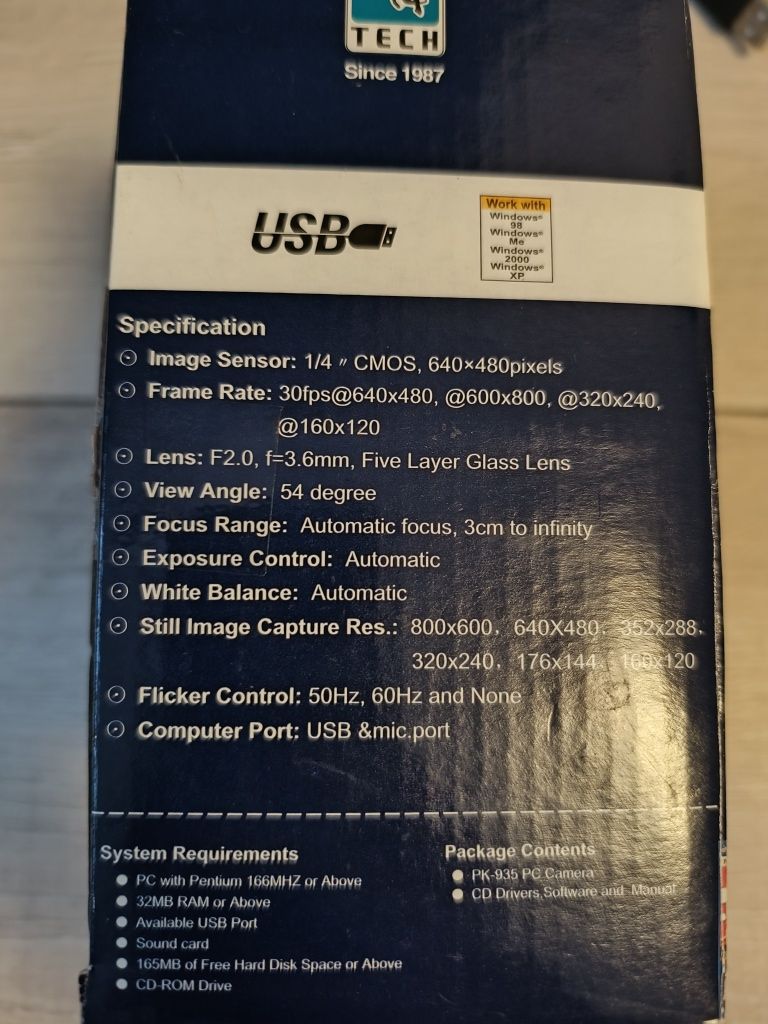 TECH
Since 1987
USB
Work with
Windows®
98
Windows®
Me
Windows®
2000
Windows®
XP
Specification
Image Sensor: 1/4 〃 CMOS, 640×480pixels
Frame Rate: 30fps@640x480, @600x800, @320x240,
@160x120
Lens: F2.0, f=3.6mm, Five Layer Glass Lens
View Angle: 54 degree
Focus Range: Automatic focus, 3cm to infinity
Exposure Control: Automatic
White Balance: Automatic
Still Image Capture Res.: 800x600, 640X480, 352x288,
320x240, 176x144, 160x120
Flicker Control: 50Hz, 60Hz and None
Computer Port: USB &mic.port
System Requirements
PC with Pentium 166MHZ or Above
32MB RAM or Above
Available USB Port
Sound card
165MB of Free Hard Disk Space or Above
CD-ROM Drive
Package Contents
PK-935 PC Camera
CD Drivers,Software and Manual